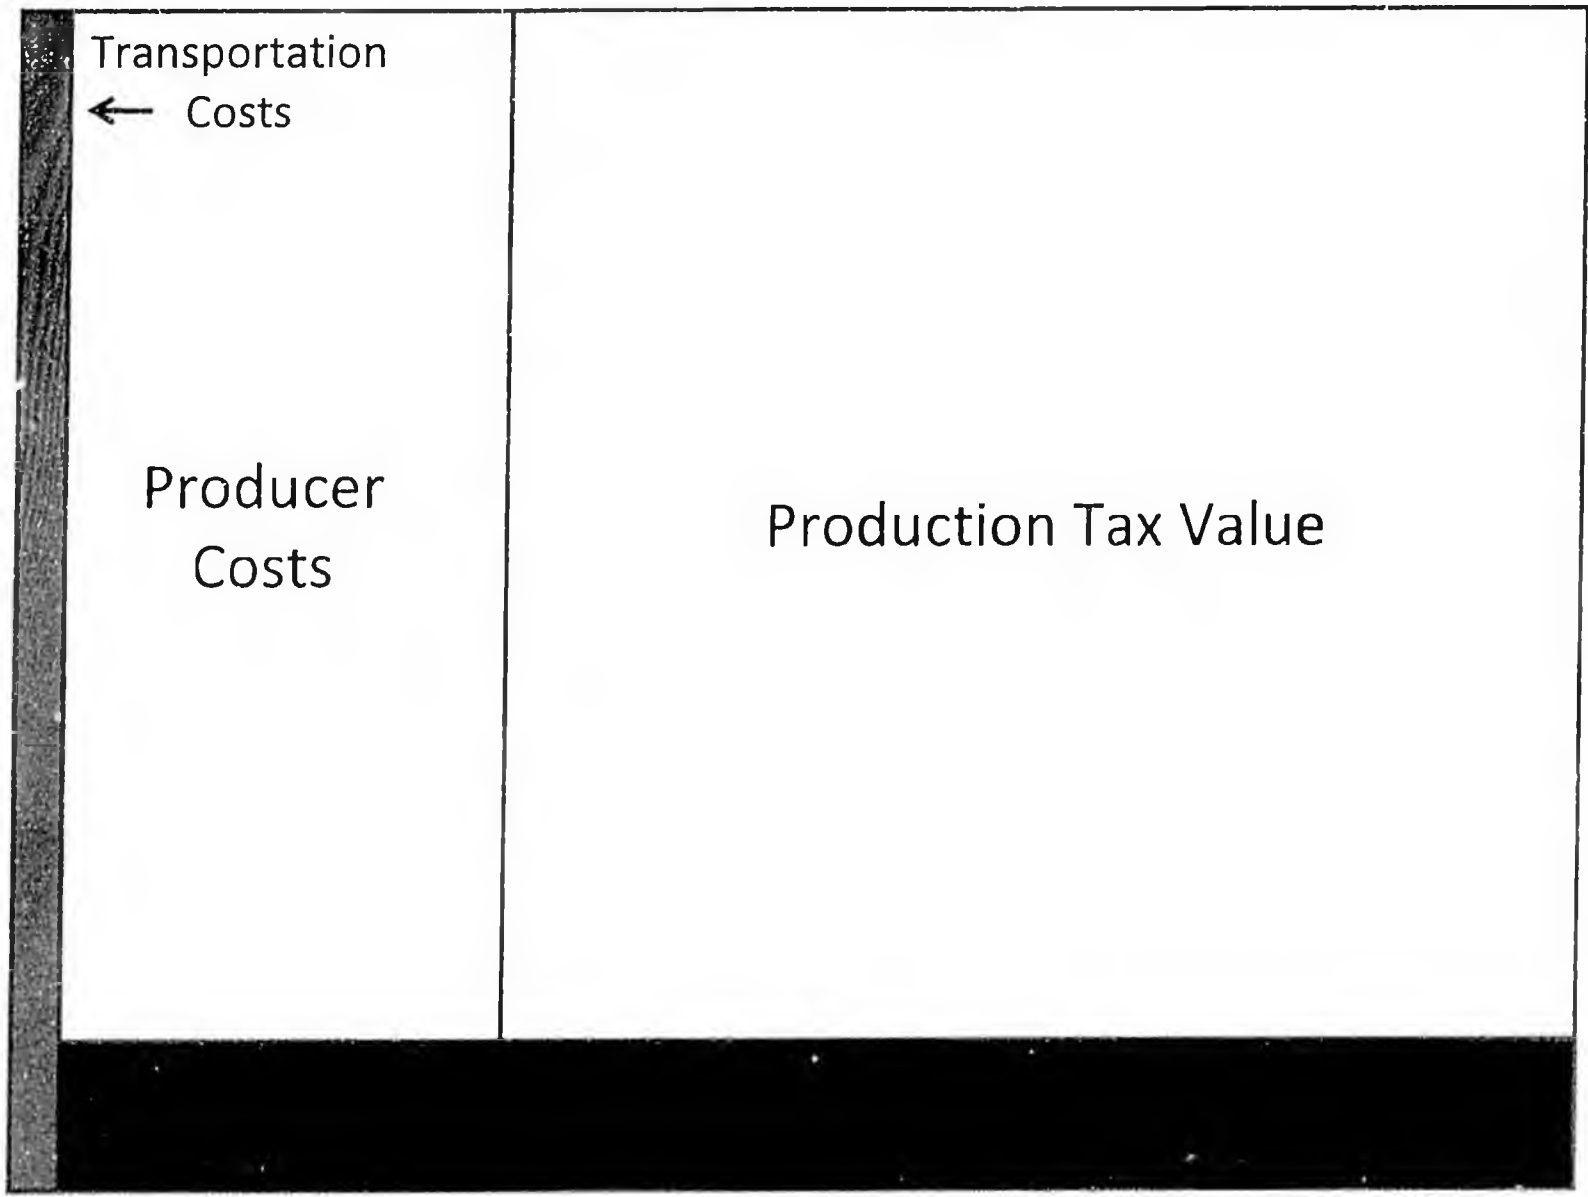 Transportation
← Costs
Producer
Costs
Production Tax Value